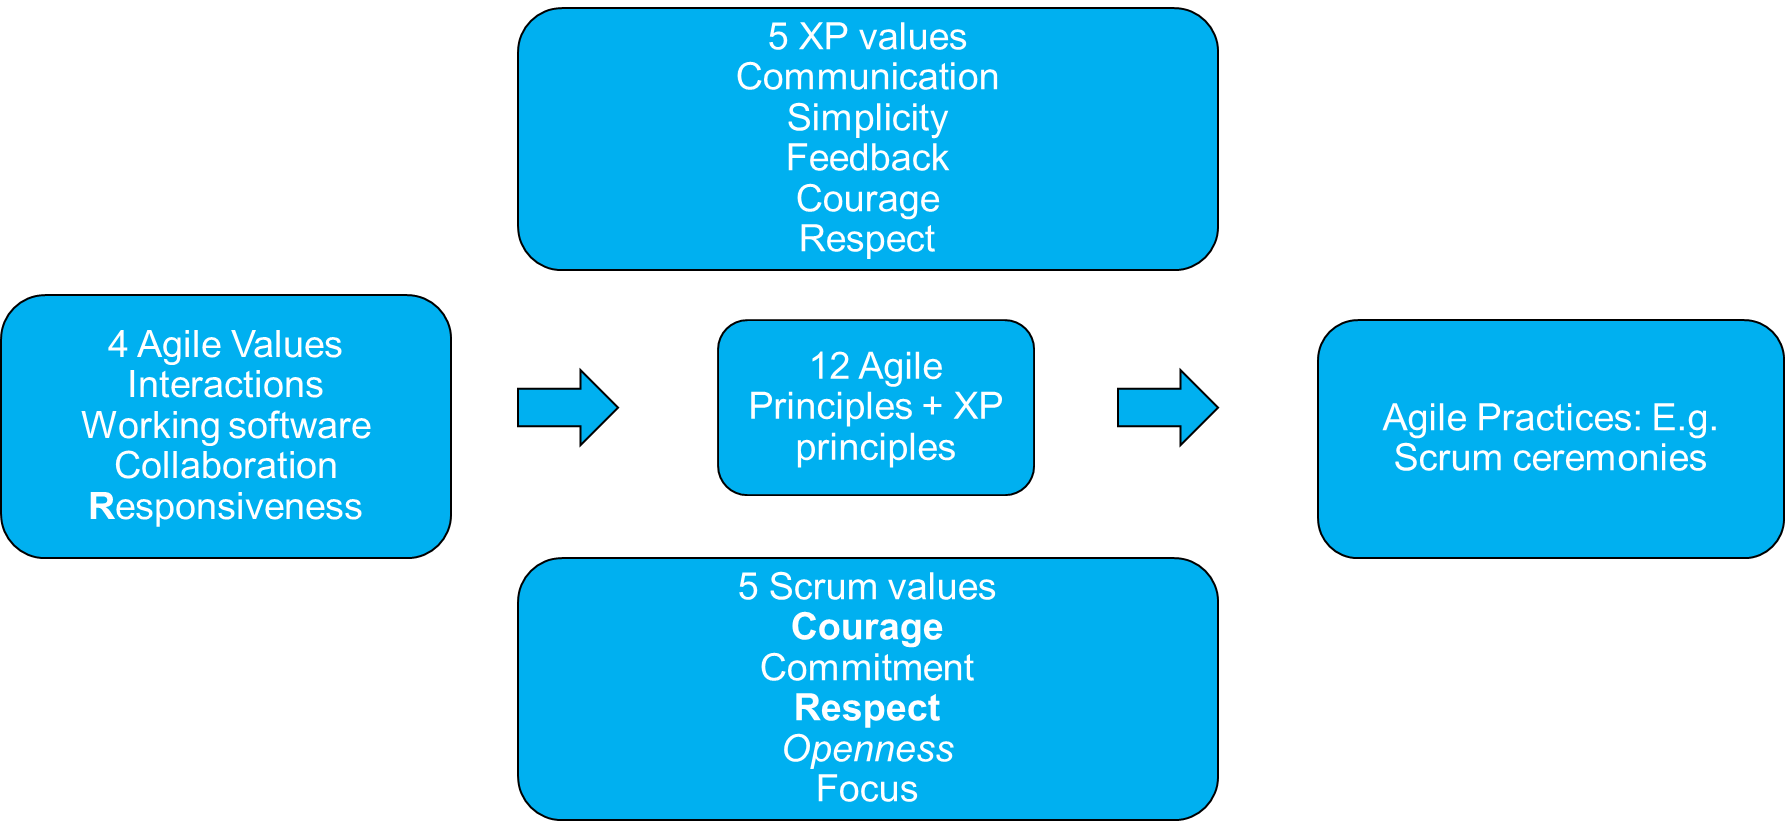 5 XP values
Communication
Simplicity
Feedback
Courage
Respect
4 Agile Values
Interactions
Working software
Collaboration
Responsiveness
12 Agile
Principles + XP
principles
Agile Practices: E.g.
Scrum ceremonies
5 Scrum values
Courage
Commitment
Respect
Openness
Focus